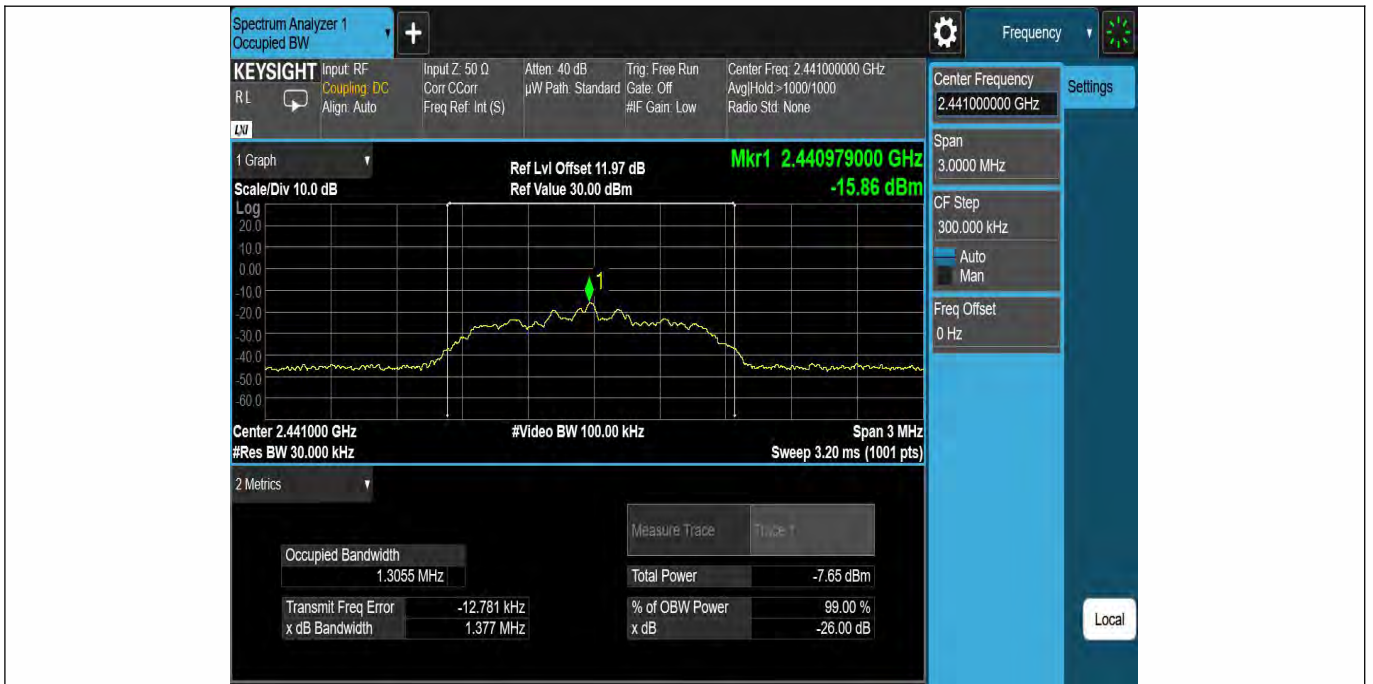 Spectrum Analyzer 1
Occupied BW
+
Frequency
KEYSIGHT
R L
LXI
Input: RF
Coupling: DC
Align: Auto
Input Z: 50 Ω
Corr CCorr
Freq Ref: Int (S)
Atten: 40 dB
µW Path: Standard
Trig: Free Run
Gate: Off
#IF Gain: Low
Center Freq: 2.441000000 GHz
Avg|Hold:>1000/1000
Radio Std: None
1 Graph
Scale/Div 10.0 dB
Ref Lvl Offset 11.97 dB
Ref Value 30.00 dBm
Mkr1 2.440979000 GHz
-15.86 dBm
Log
20.0
10.0
0.00
-10.0
-20.0
-30.0
-40.0
-50.0
-60.0
1
Center 2.441000 GHz
#Video BW 100.00 kHz
Span 3 MHz
#Res BW 30.000 kHz
Sweep 3.20 ms (1001 pts)
2 Metrics
Measure Trace
Trace 1
Occupied Bandwidth
1.3055 MHz
Total Power
-7.65 dBm
Transmit Freq Error
-12.781 kHz
% of OBW Power
99.00 %
x dB Bandwidth
1.377 MHz
x dB
-26.00 dB
Center Frequency
2.441000000 GHz
Settings
Span
3.0000 MHz
CF Step
300.000 kHz
Auto
Man
Freq Offset
0 Hz
Local